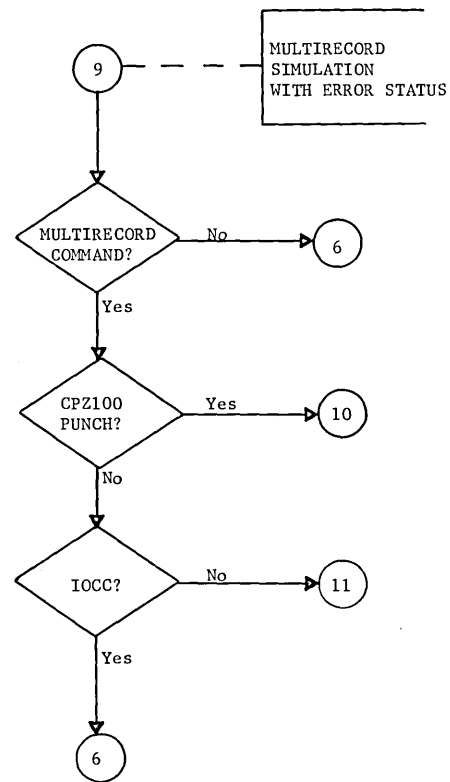 9
MULTIRECORD
SIMULATION
WITH ERROR STATUS
MULTIRECORD
COMMAND?
No
6
Yes
CPZ100
PUNCH?
Yes
10
No
IOCC?
No
11
Yes
6